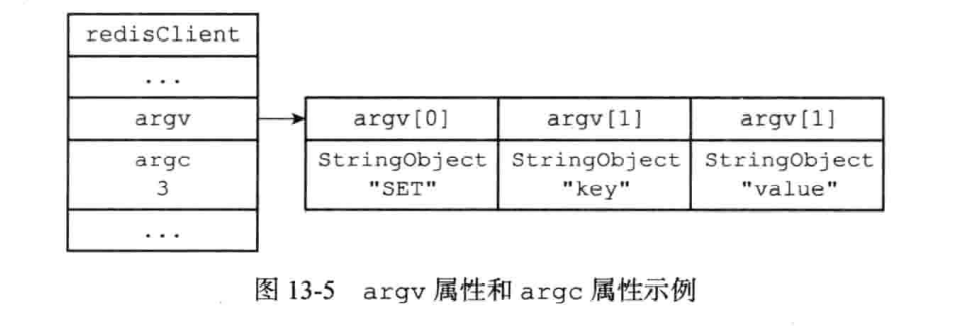 redisClient
...
argv
argv[0] argv[1] argv[1]
argc
3
StringObject StringObject StringObject
"SET" "key" "value"
...
图 13-5 argv 属性和 argc 属性示例